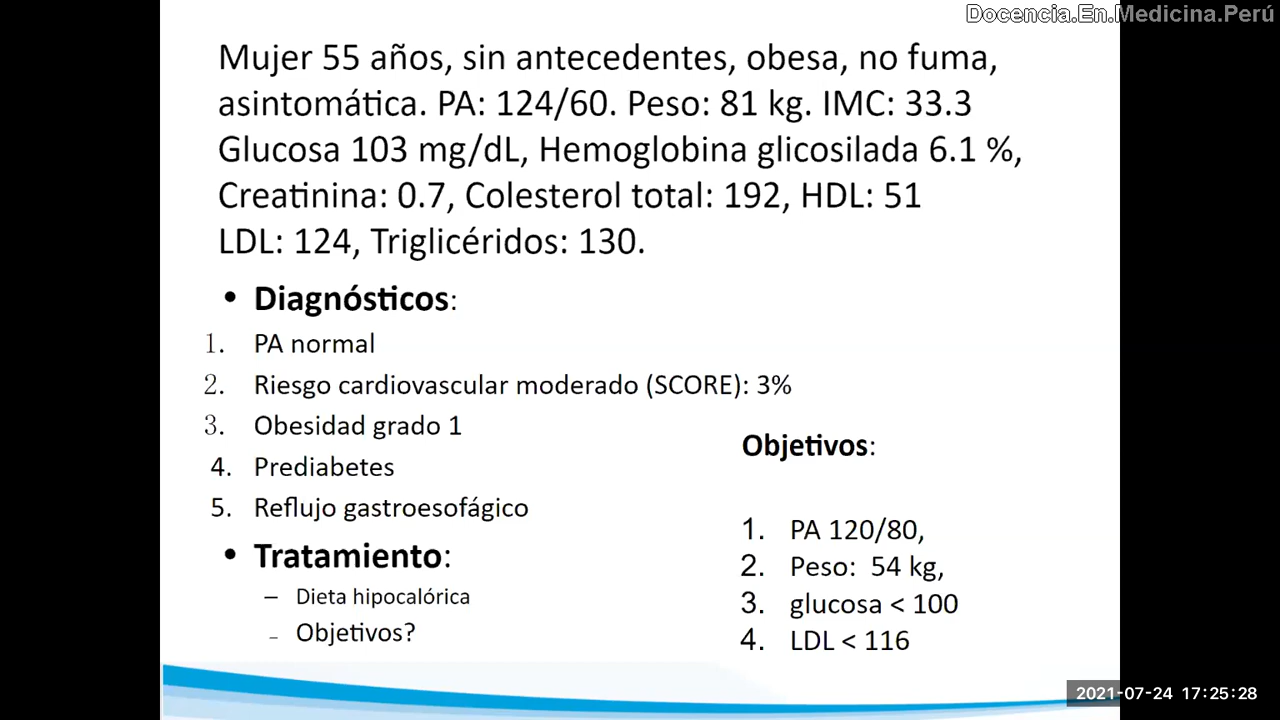 Docencia.En.Medicina.Perú
Mujer 55 años, sin antecedentes, obesa, no fuma,
asintomática. PA: 124/60. Peso: 81 kg. IMC: 33.3
Glucosa 103 mg/dL, Hemoglobina glicosilada 6.1 %,
Creatinina: 0.7, Colesterol total: 192, HDL: 51
LDL: 124, Triglicéridos: 130.
• Diagnósticos:
1. PA normal
2. Riesgo cardiovascular moderado (SCORE): 3%
3. Obesidad grado 1
4. Prediabetes
5. Reflujo gastroesofágico
• Tratamiento:
– Dieta hipocalórica
– Objetivos?
Objetivos:
1. PA 120/80,
2. Peso: 54 kg,
3. glucosa < 100
4. LDL < 116
2021-07-24 17:25:28